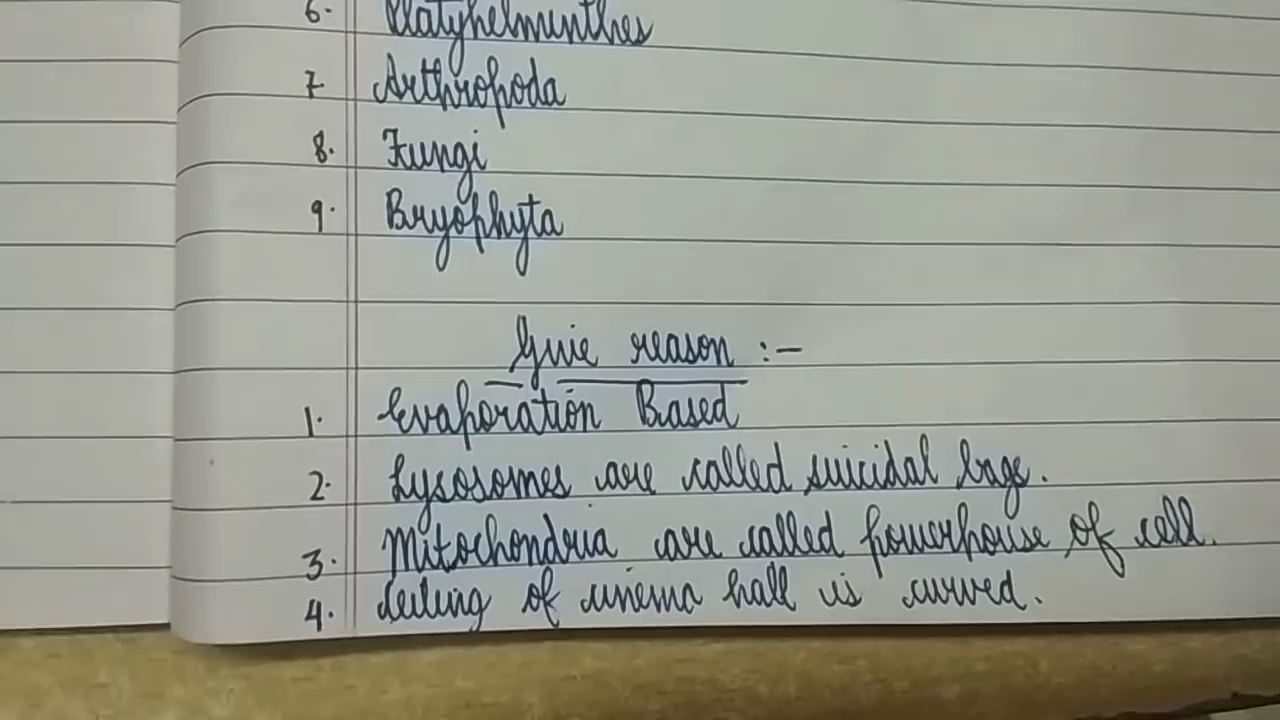 6. Platyhelminthes
7 Arthropoda
8. Fungi
9. Bryophyta
Give reason :-
1. Evaporation Based
2. Lysosomes are called suicidal bags.
3. Mitochondria are called powerhouse of cell.
4. Ceiling of cinema hall is curved.